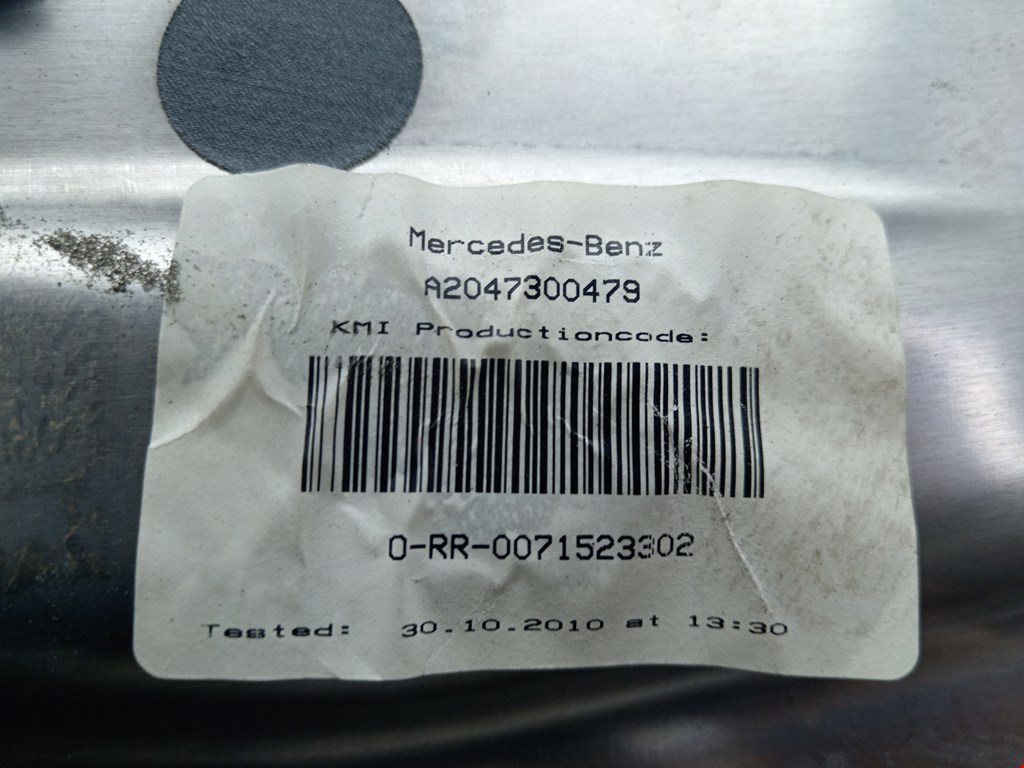 Mercedes-Benz
A2047300479
KMI Productioncode:
0-RR-0071523302
Tested: 30.10.2010 at 13:30